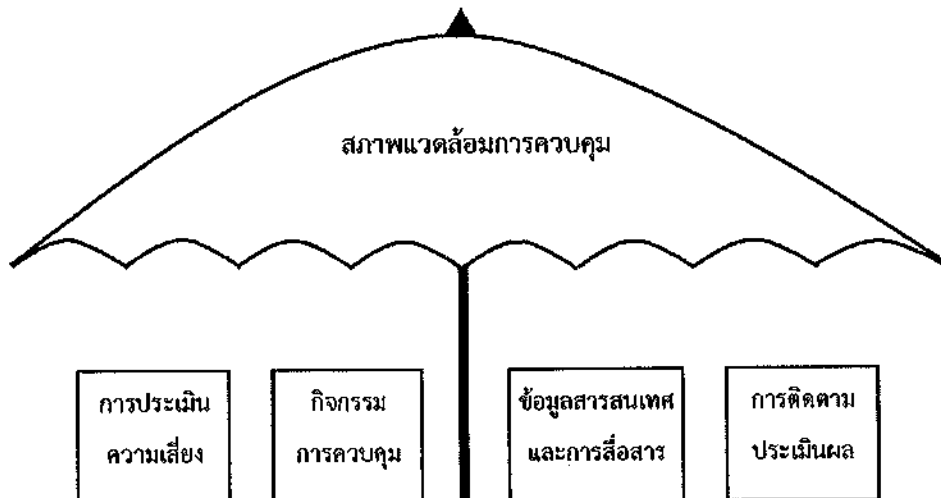 สภาพแวดล้อมการควบคุม
การประเมิน
ความเสี่ยง
กิจกรรม
การควบคุม
ข้อมูลสารสนเทศ
และการสื่อสาร
การติดตาม
ประเมินผล